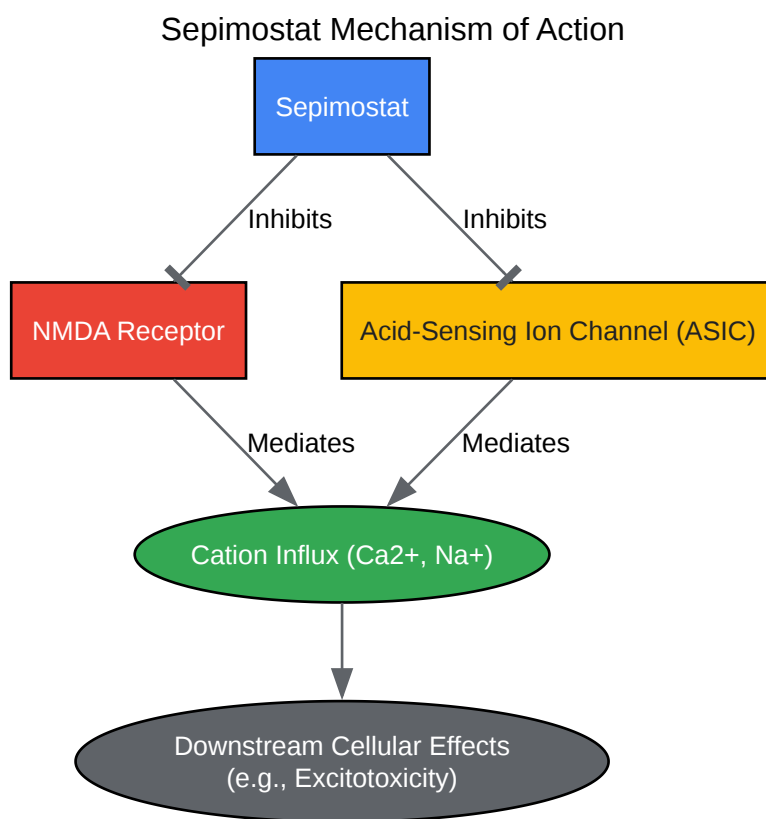 Sepimostat Mechanism of Action
Sepimostat
Inhibits
Inhibits
NMDA Receptor
Acid-Sensing Ion Channel (ASIC)
Mediates
Mediates
Cation Influx (Ca2+, Na+)
Downstream Cellular Effects
(e.g., Excitotoxicity)